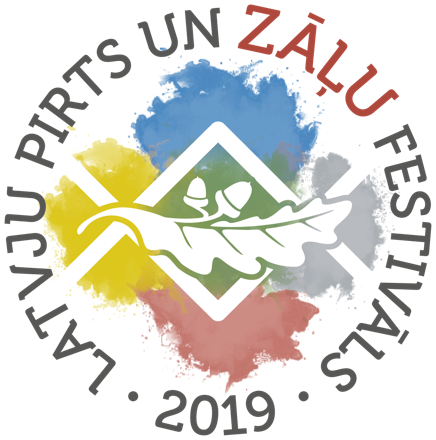 · LATVJU PIRTS UN ZĀĻU FESTIVĀLS ·
2019